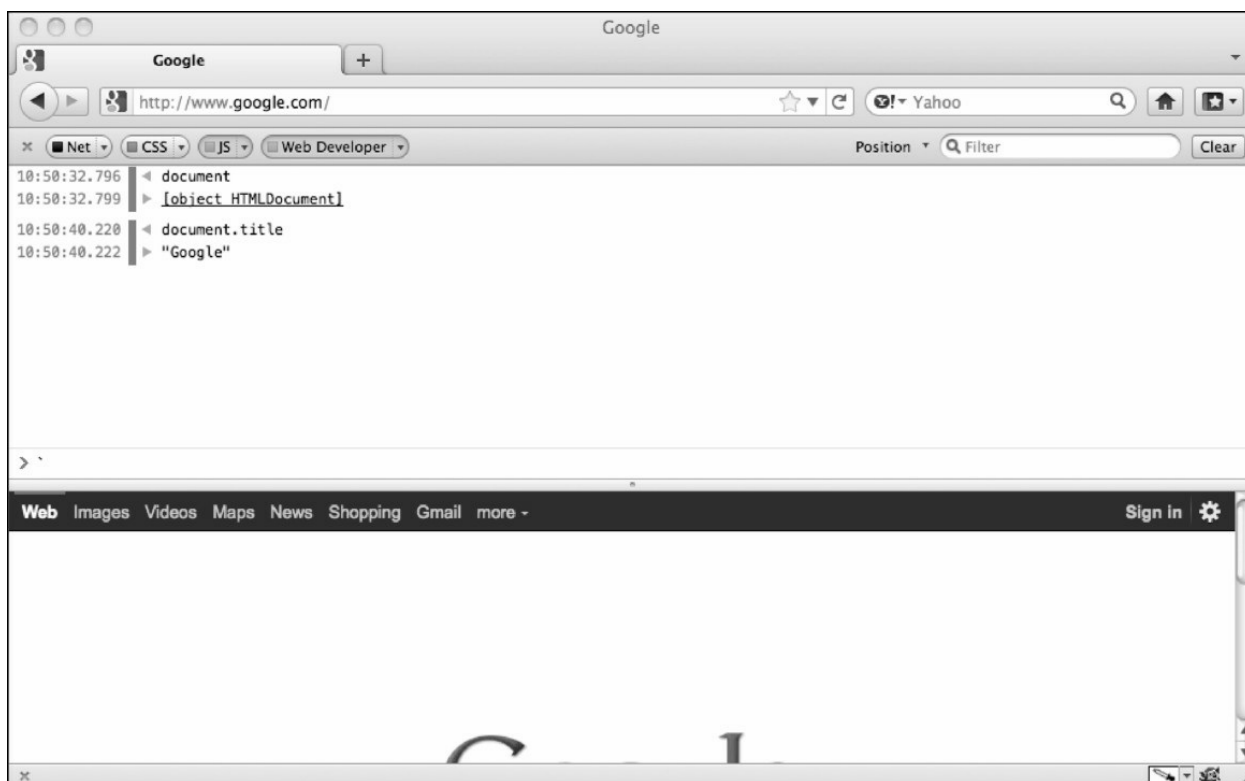 Google
Google
http://www.google.com/ Yahoo
Net CSS JS Web Developer Position Filter Clear
10:50:32.796 document
10:50:32.799 [object HTMLDocument]
10:50:40.220 document.title
10:50:40.222 "Google"
> `
Web Images Videos Maps News Shopping Gmail more Sign in